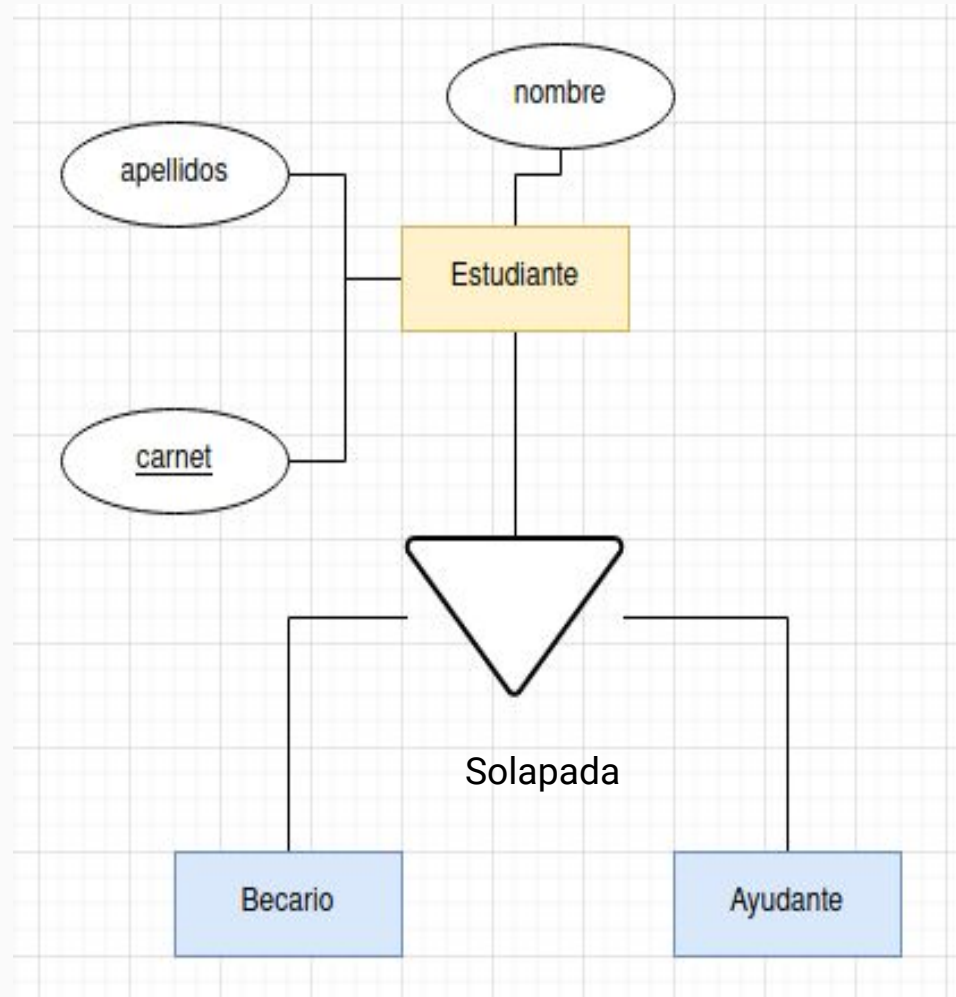 nombre
apellidos
Estudiante
carnet
Solapada
Becario
Ayudante